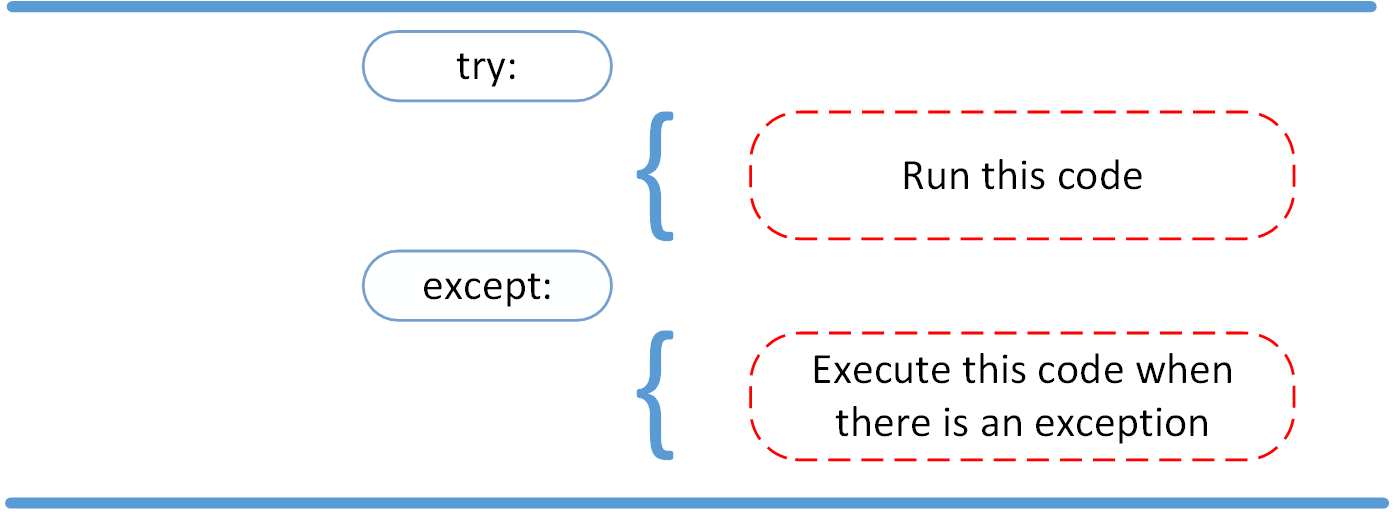 try:
Run this code
except:
Execute this code when
there is an exception